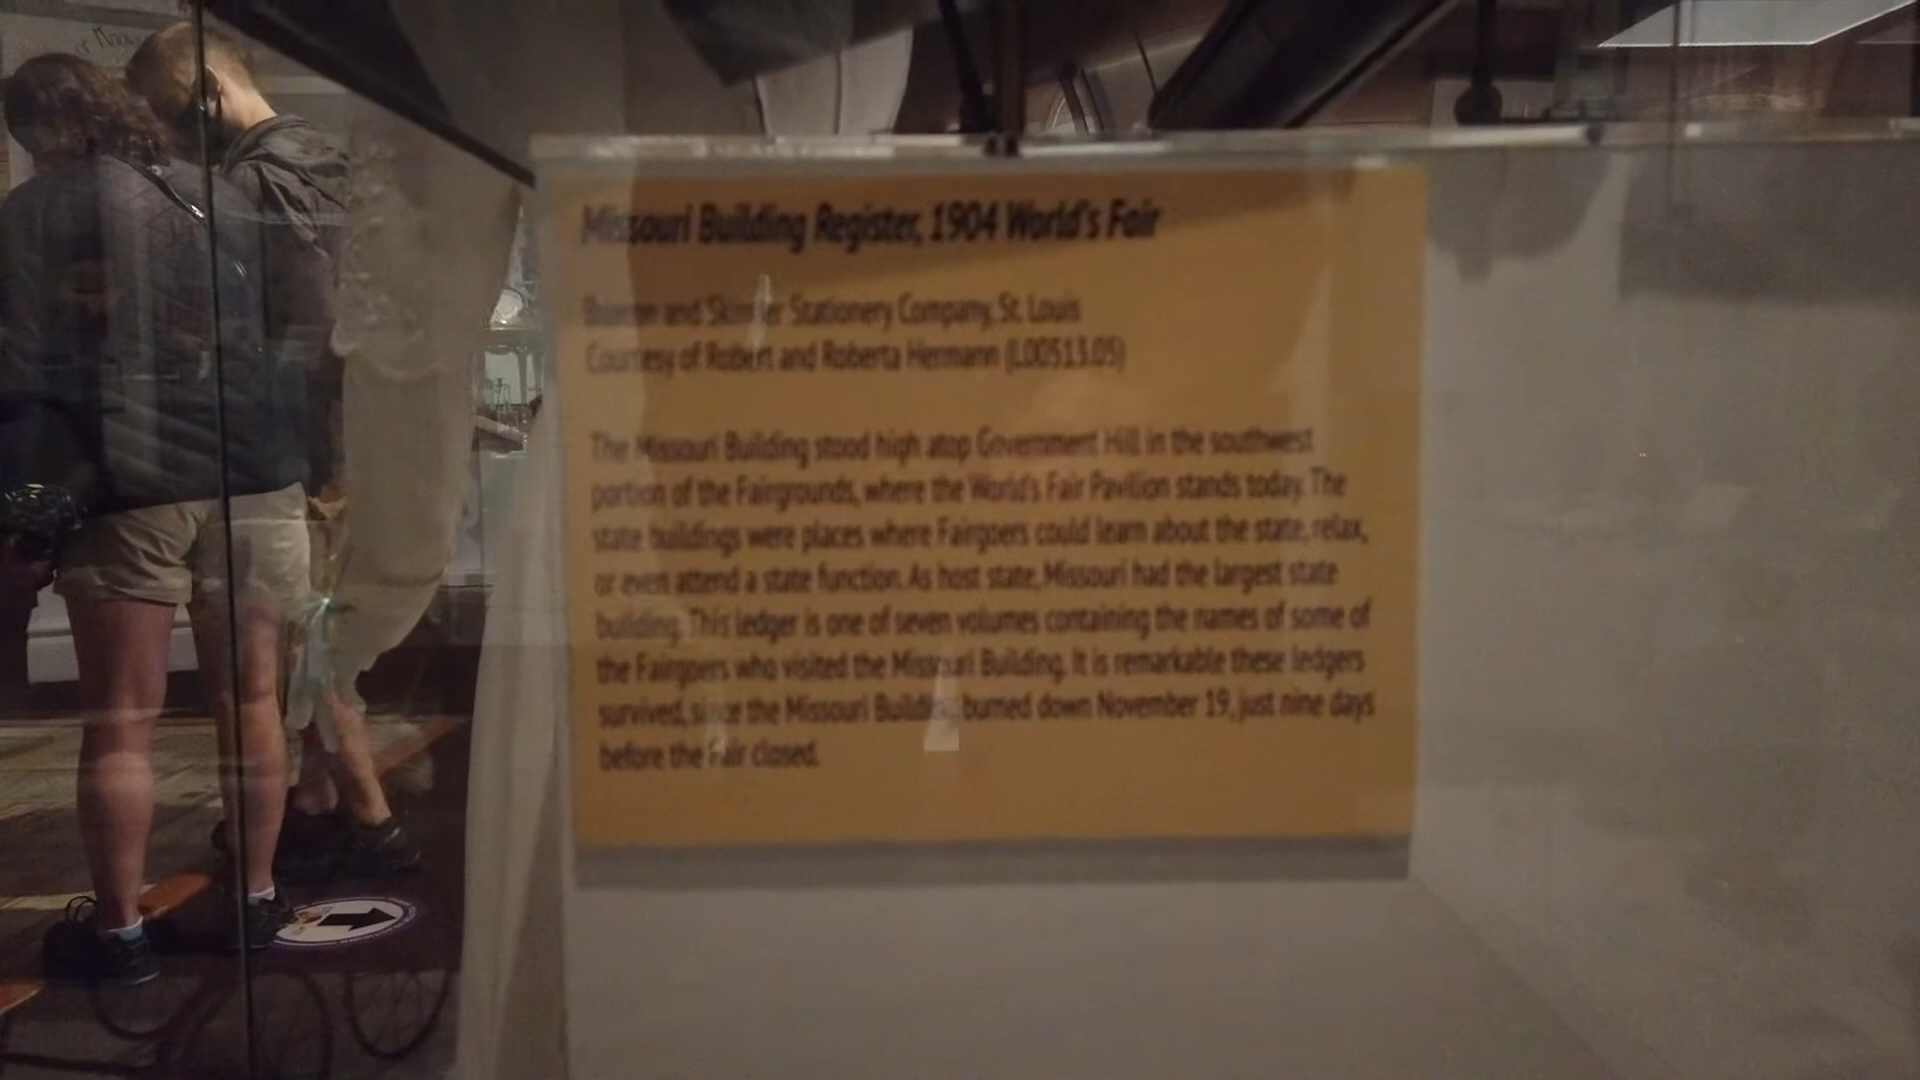 Missouri Building Register, 1904 World's Fair
and Skinner Stationery Company, St. Louis
Courtesy of Robert and Roberta Hermann (L00513.05)
The Missouri Building stood high atop Government Hill in the southwest
portion of the Fairgrounds, where the World's Fair Pavilion stands today. The
state buildings were places where Fairgoers could learn about the state, relax,
or even attend a state function. As host state, Missouri had the largest state
building. This ledger is one of seven volumes containing the names of some of
the Fairgoers who visited the Missouri Building. It is remarkable these ledgers
survived, since the Missouri Building burned down November 19, just nine days
before the Fair closed.